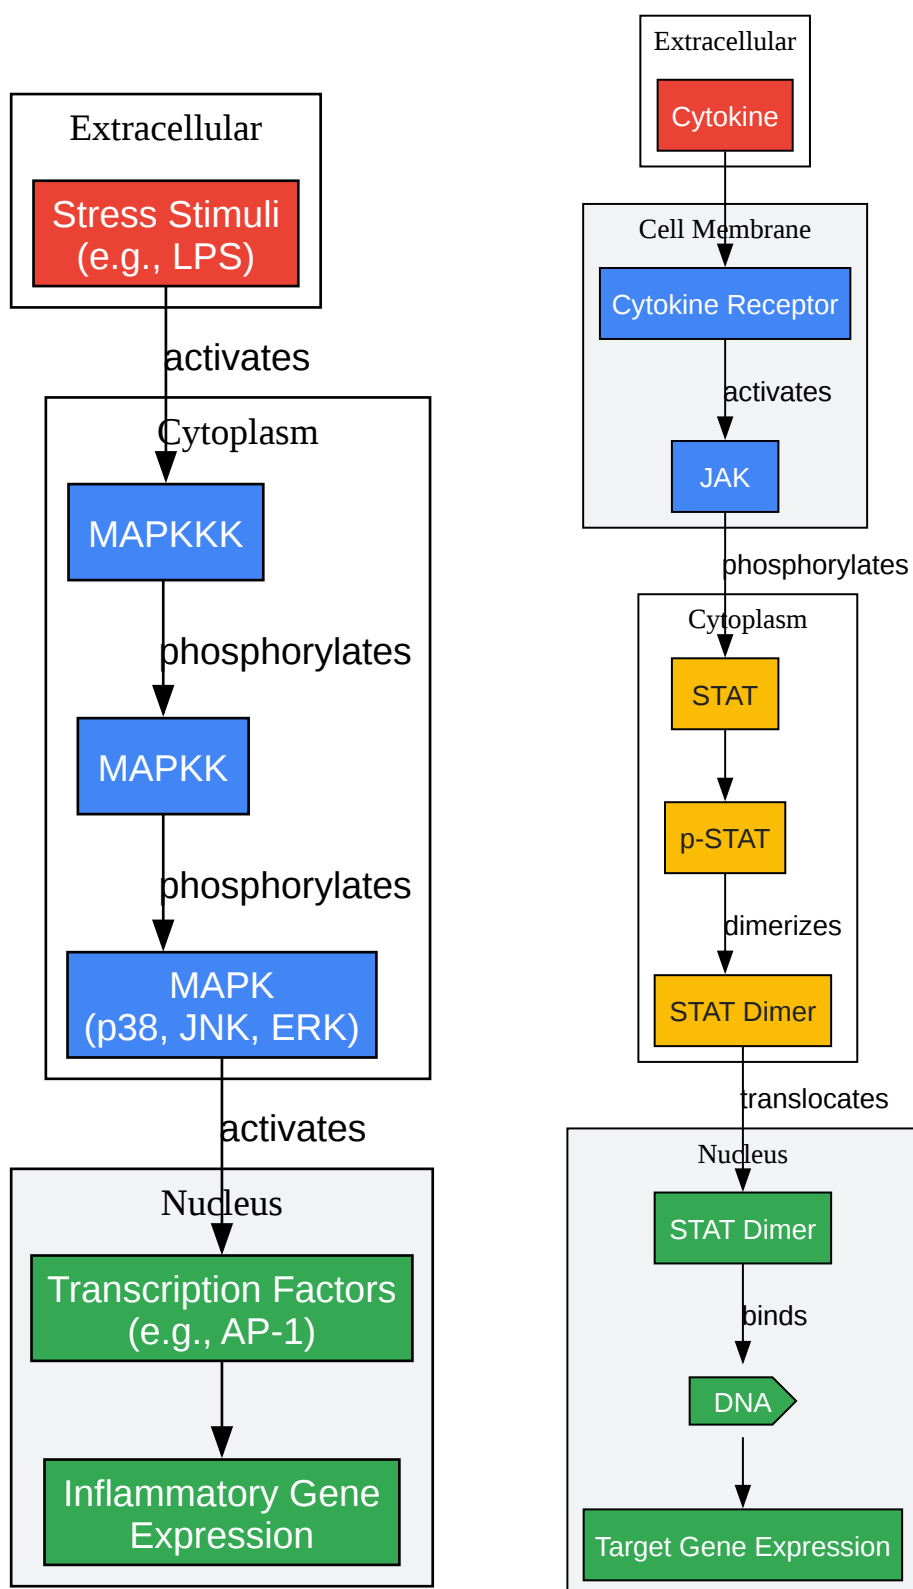 Extracellular
Stress Stimuli
(e.g., LPS)
activates
Cytoplasm
MAPKKK
phosphorylates
MAPKK
phosphorylates
MAPK
(p38, JNK, ERK)
activates
Nucleus
Transcription Factors
(e.g., AP-1)
Inflammatory Gene
Expression
Extracellular
Cytokine
Cell Membrane
Cytokine Receptor
activates
JAK
phosphorylates
Cytoplasm
STAT
p-STAT
dimerizes
STAT Dimer
translocates
Nucleus
STAT Dimer
binds
DNA
Target Gene Expression